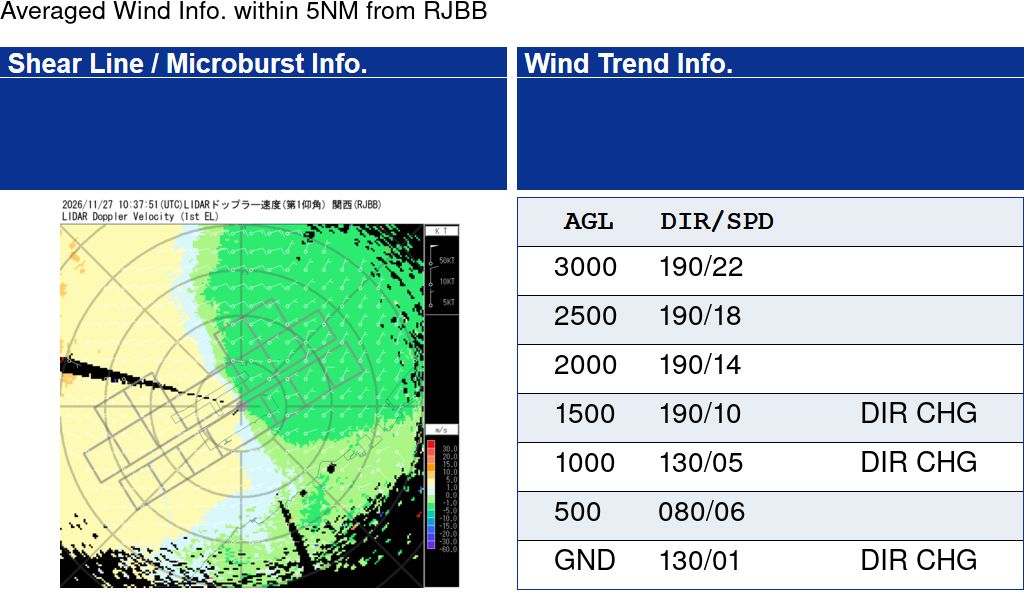 Averaged Wind Info. within 5NM from RJBB
Shear Line / Microburst Info.
Wind Trend Info.
2026/11/27 10:37:51(UTC)LIDARドップラー速度(第1仰角) 関西(RJBB)
LIDAR Doppler Velocity (1st EL)
KT
50KT
10KT
5KT
m/s
30.0
20.0
15.0
10.0
5.0
1.0
0.0
-1.0
-5.0
-10.0
-15.0
-20.0
-30.0
-60.0
AGL DIR/SPD
3000 190/22
2500 190/18
2000 190/14
1500 190/10 DIR CHG
1000 130/05 DIR CHG
500 080/06
GND 130/01 DIR CHG